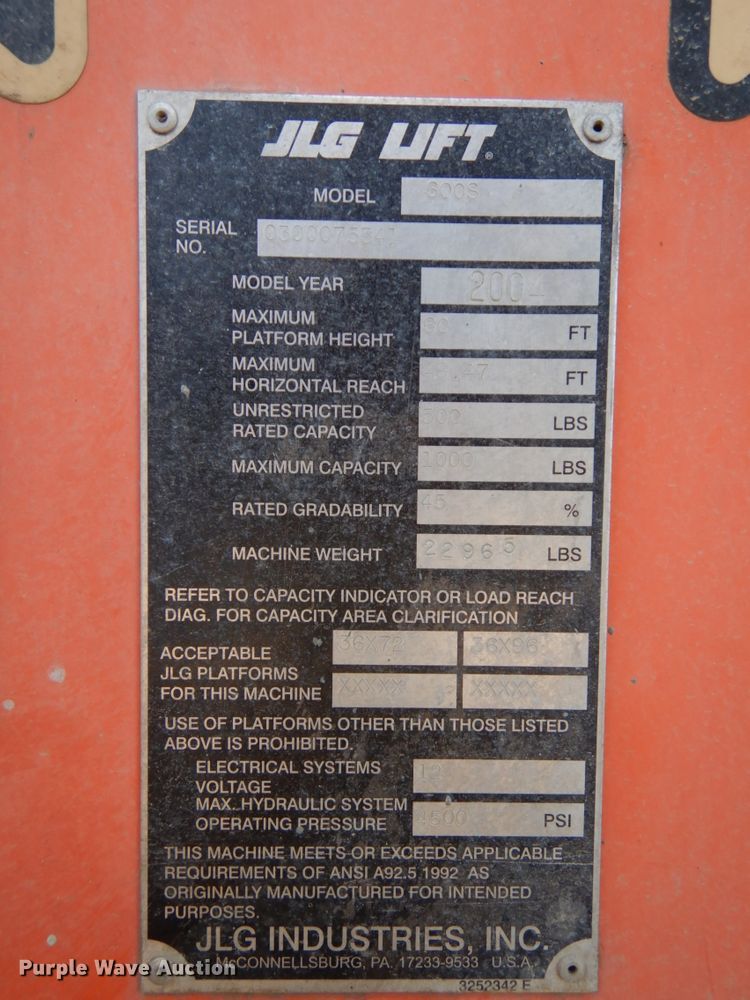 JLG LIFT®
MODEL 600S
SERIAL NO.
MODEL YEAR 2004
MAXIMUM
PLATFORM HEIGHT 60 FT
MAXIMUM
HORIZONTAL REACH FT
UNRESTRICTED
RATED CAPACITY 500 LBS
MAXIMUM CAPACITY 1000 LBS
RATED GRADABILITY 45 %
MACHINE WEIGHT 22965 LBS
REFER TO CAPACITY INDICATOR OR LOAD REACH
DIAG. FOR CAPACITY AREA CLARIFICATION
ACCEPTABLE 36X72 36X96
JLG PLATFORMS
FOR THIS MACHINE XXXXX XXXXX
USE OF PLATFORMS OTHER THAN THOSE LISTED
ABOVE IS PROHIBITED.
ELECTRICAL SYSTEMS
VOLTAGE 12
MAX. HYDRAULIC SYSTEM
OPERATING PRESSURE PSI
THIS MACHINE MEETS OR EXCEEDS APPLICABLE
REQUIREMENTS OF ANSI A92.5 1992 AS
ORIGINALLY MANUFACTURED FOR INTENDED
PURPOSES.
JLG INDUSTRIES, INC.
McCONNELLSBURG, PA. 17233-9533 U.S.A.
3252342 E
Purple Wave Auction